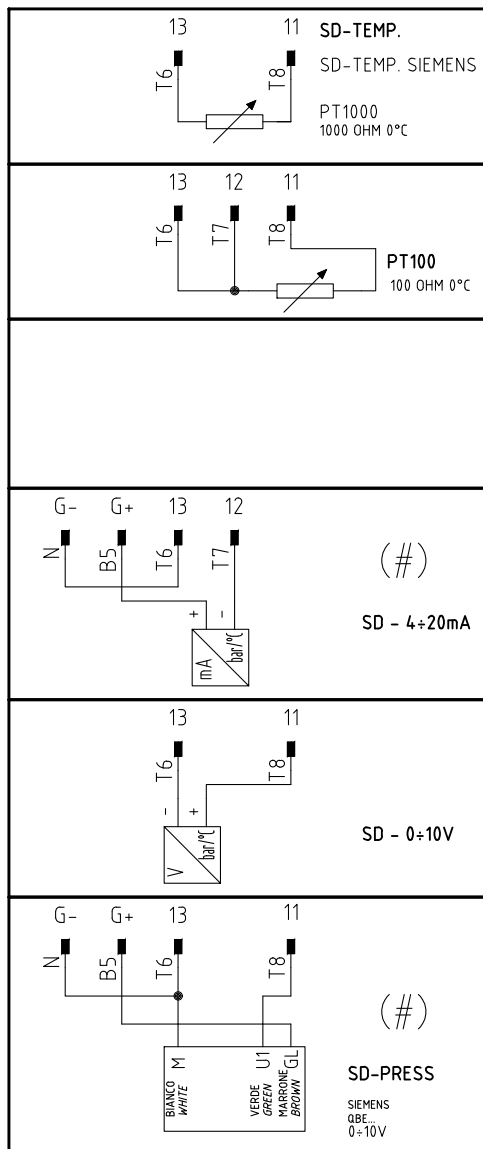 13 11 SD-TEMP.
SD-TEMP. SIEMENS
T6 T8
PT1000
1000 OHM 0°C
13 12 11
T6 T7 T8
PT100
100 OHM 0°C
G- G+ 13 12
N B5 T6 T7
(#)
+ -
SD - 4÷20mA
mA bar/°C
13 11
T6 T8
- +
SD - 0÷10V
V bar/°C
G- G+ 13 11
N B5 T6 T8
(#)
M U1 GL
BIANCO
WHITE
VERDE
GREEN
MARRONE
BROWN
SD-PRESS
SIEMENS
QBE...
0÷10V